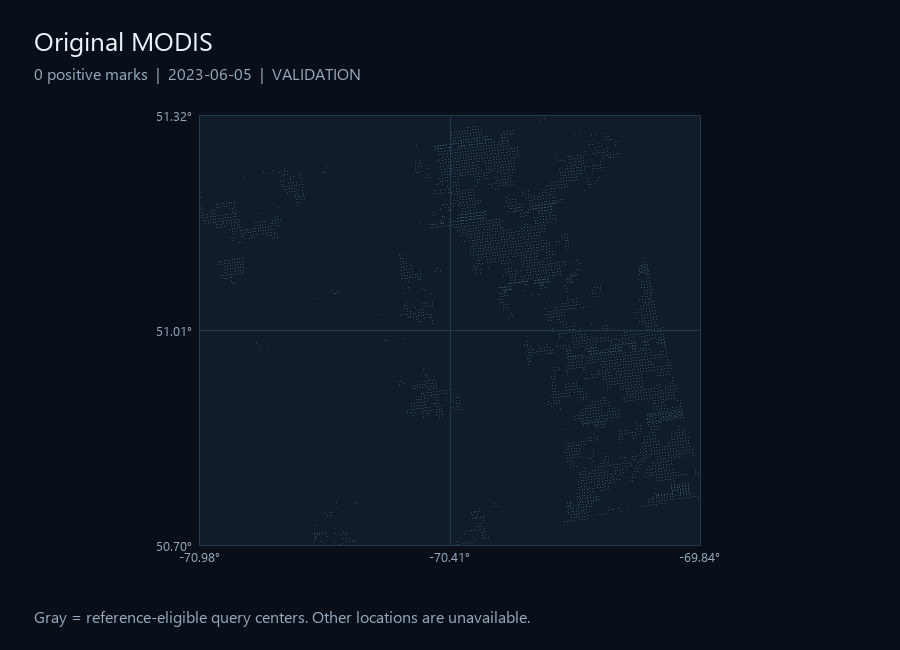 Original MODIS
0 positive marks | 2023-06-05 | VALIDATION
51.32°
51.01°
50.70°
-70.98°
-70.41°
-69.84°
Gray = reference-eligible query centers. Other locations are unavailable.